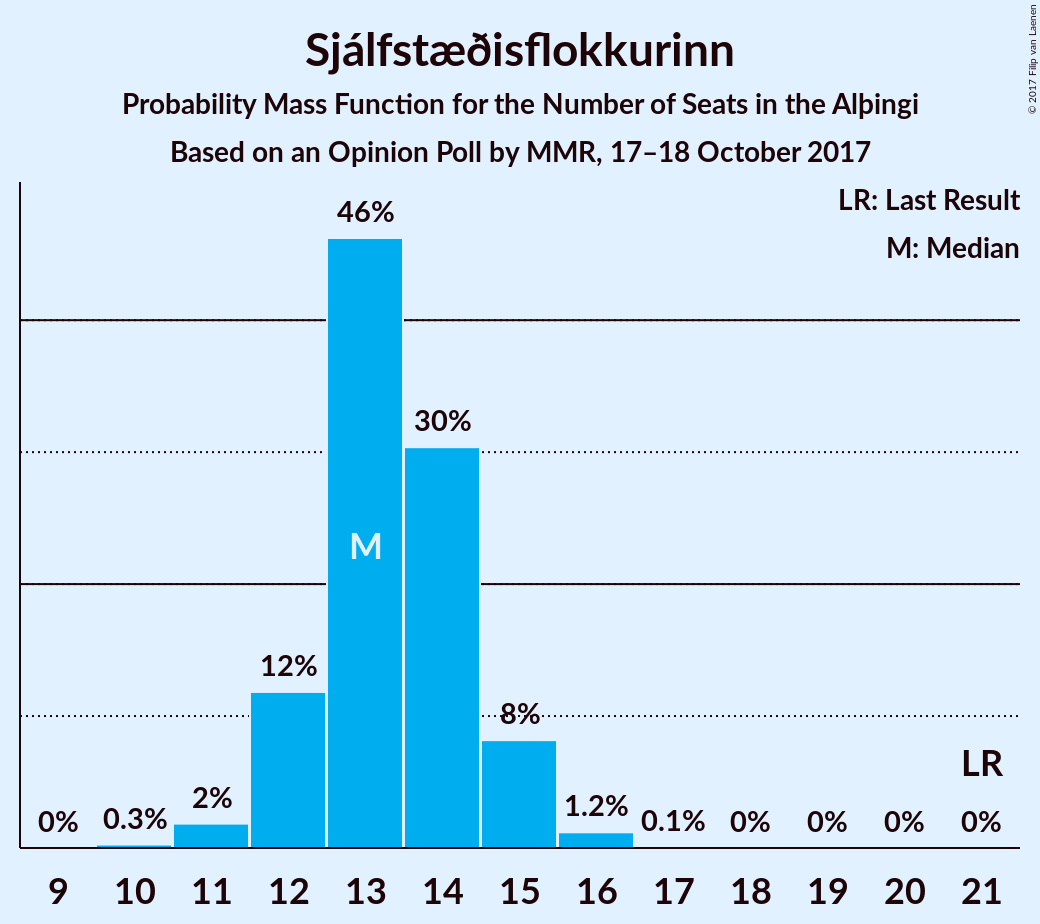 Sjálfstæðisflokkurinn
Probability Mass Function for the Number of Seats in the Alþingi
Based on an Opinion Poll by MMR, 17–18 October 2017
© 2017 Filip van Laenen
LR: Last Result
M: Median
46%
30%
M
12%
8%
LR
0%
0.3%
2%
1.2%
0.1%
0%
0%
0%
0%
9 10 11 12 13 14 15 16 17 18 19 20 21